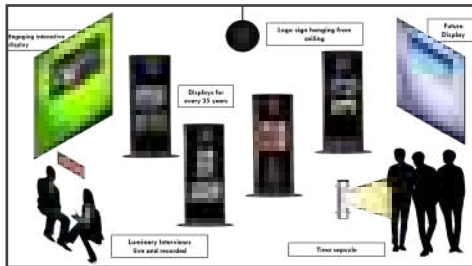 Engaging interactive
display
Logo sign hanging from
ceiling
Future
Display
Displays for
every 25 years
Luminary Interviews
live and recorded
Time capsule